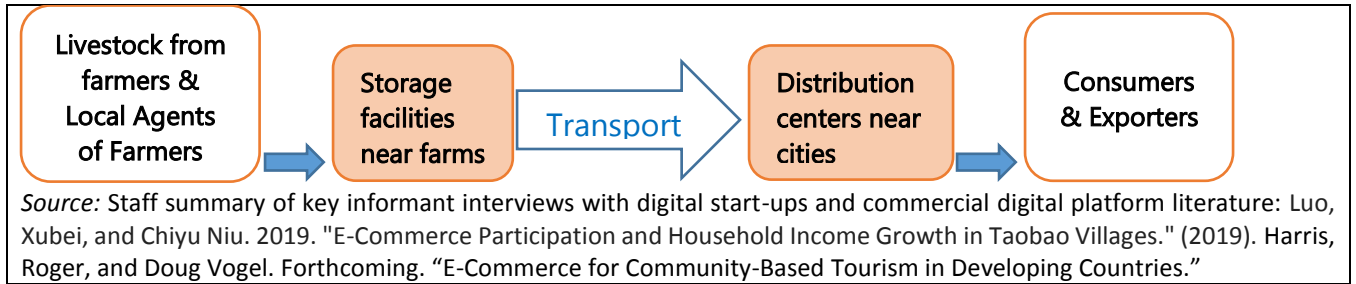 Livestock from
farmers &
Local Agents
of Farmers
Storage
facilities
near farms
Transport
Distribution
centers near
cities
Consumers
& Exporters
Source: Staff summary of key informant interviews with digital start-ups and commercial digital platform literature: Luo,
Xubei, and Chiyu Niu. 2019. "E-Commerce Participation and Household Income Growth in Taobao Villages." (2019). Harris,
Roger, and Doug Vogel. Forthcoming. “E-Commerce for Community-Based Tourism in Developing Countries.”